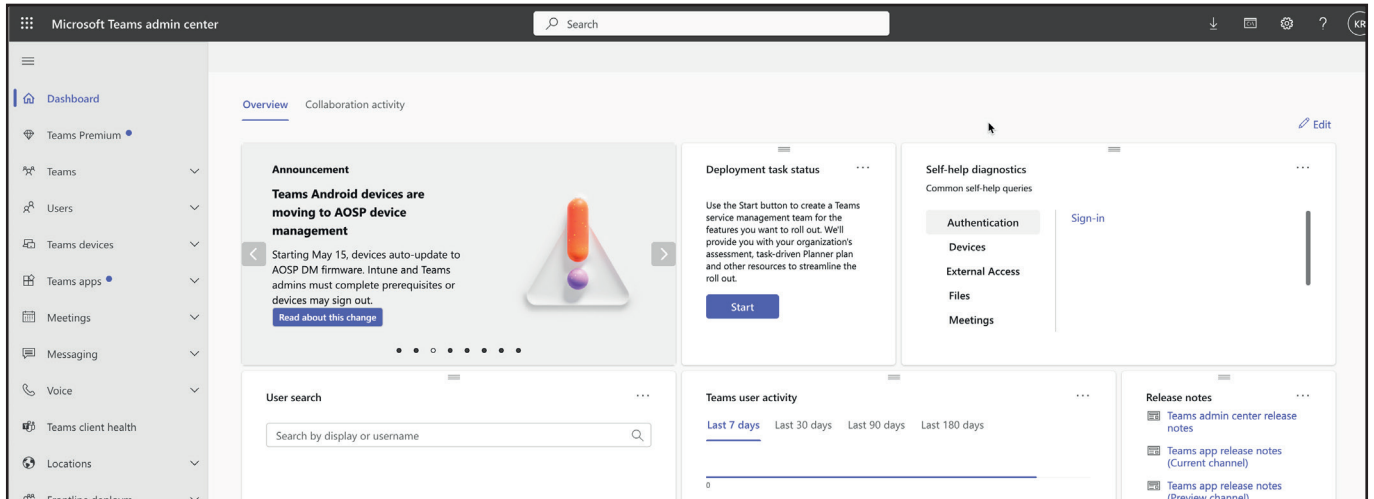 Microsoft Teams admin center
Search
?
KR
Dashboard
Teams Premium
Teams
Users
Teams devices
Teams apps
Meetings
Messaging
Voice
Teams client health
Locations
Overview
Collaboration activity
Edit
Announcement
Teams Android devices are
moving to AOSP device
management
Starting May 15, devices auto-update to
AOSP DM firmware. Intune and Teams
admins must complete prerequisites or
devices may sign out.
Read about this change
Deployment task status
Use the Start button to create a Teams
service management team for the
features you want to roll out. We'll
provide you with your organization's
assessment, task-driven Planner plan
and other resources to streamline the
roll out.
Start
Self-help diagnostics
Common self-help queries
Authentication
Devices
External Access
Files
Meetings
Sign-in
User search
Search by display or username
Teams user activity
Last 7 days Last 30 days Last 90 days Last 180 days
0
Release notes
Teams admin center release
notes
Teams app release notes
(Current channel)
Teams app release notes
(Preview channel)